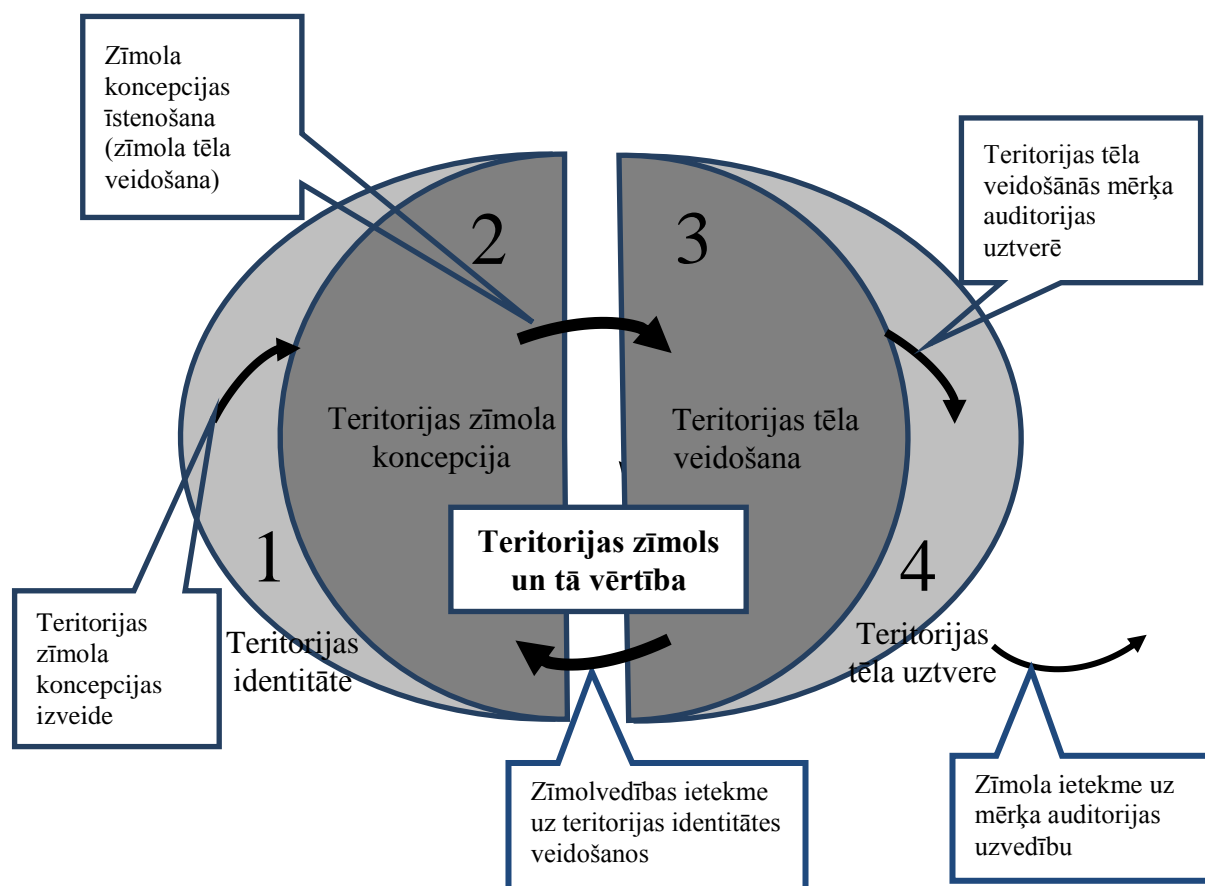 Zīmola
koncepcijas
īstenošana
(zīmola tēla
veidošana)
Teritorijas tēla
veidošānās mērķa
auditorijas
uztverē
2
3
Teritorijas zīmola
koncepcija
Teritorijas tēla
veidošana
Teritorijas zīmols
un tā vērtība
1
4
Teritorijas
identitāte
Teritorijas
tēla uztvere
Teritorijas
zīmola
koncepcijas
izveide
Zīmolvedības ietekme
uz teritorijas identitātes
veidošanos
Zīmola ietekme uz
mērķa auditorijas
uzvedību